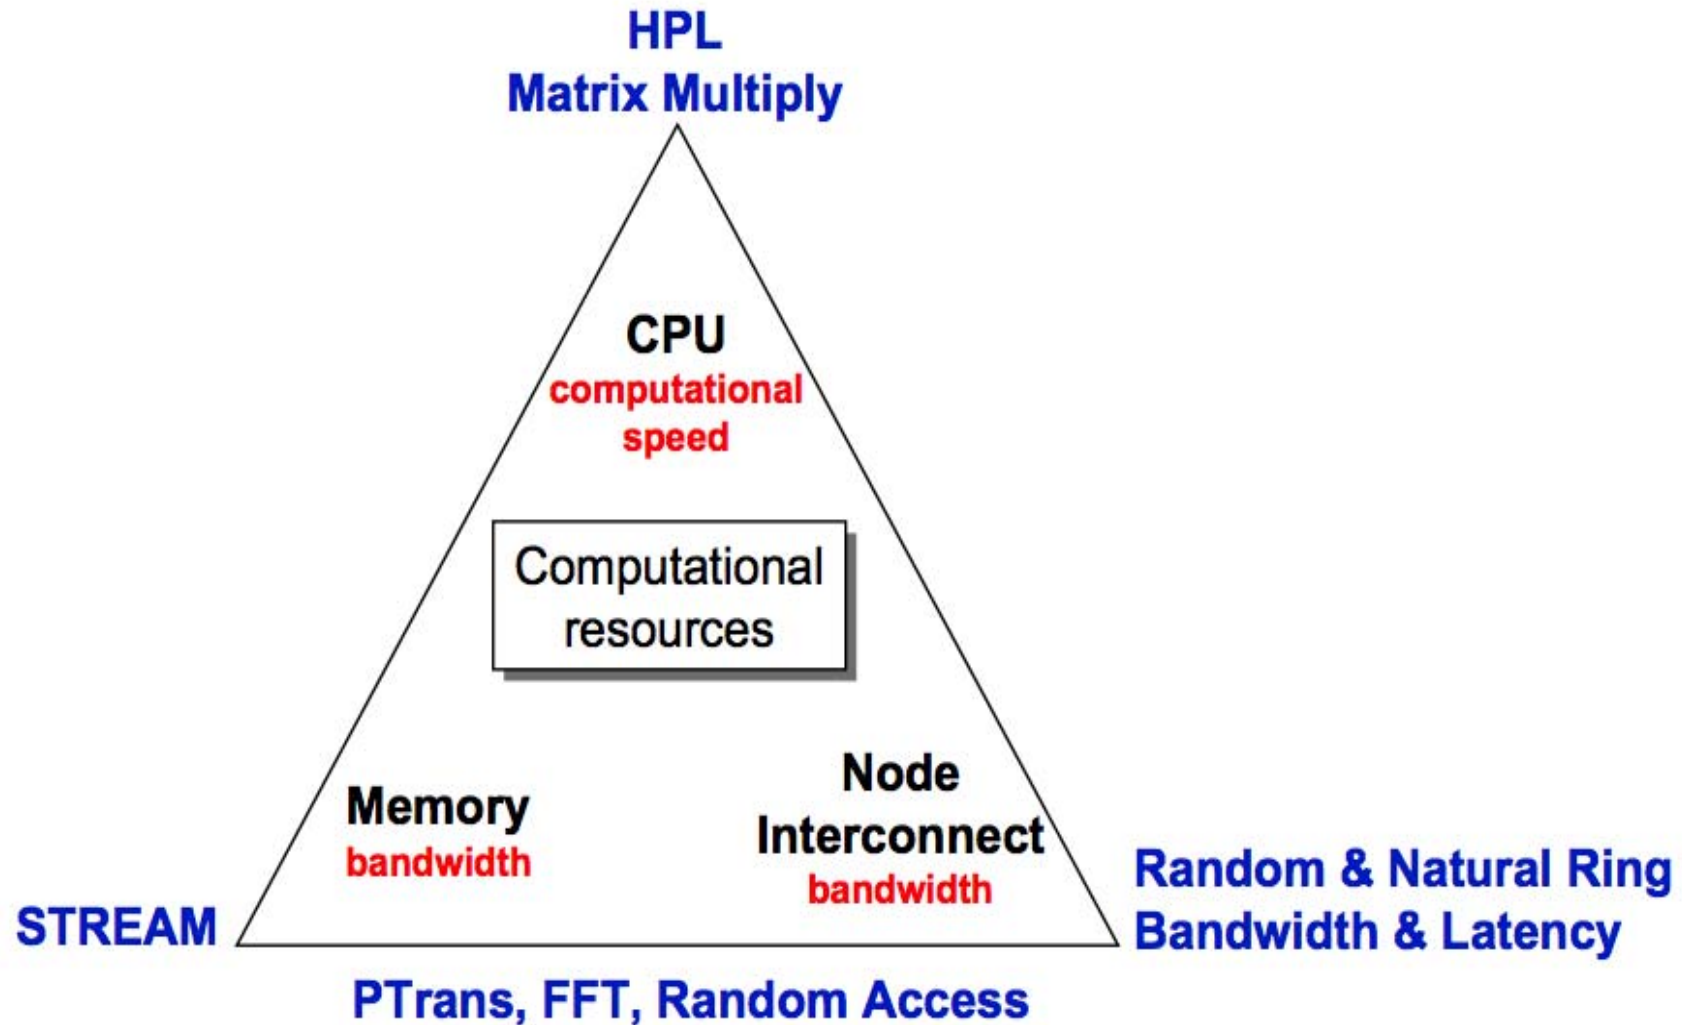 HPL
Matrix Multiply
CPU
computational
speed
Computational
resources
Memory
bandwidth
Node
Interconnect
bandwidth
STREAM
Random & Natural Ring
Bandwidth & Latency
PTrans, FFT, Random Access